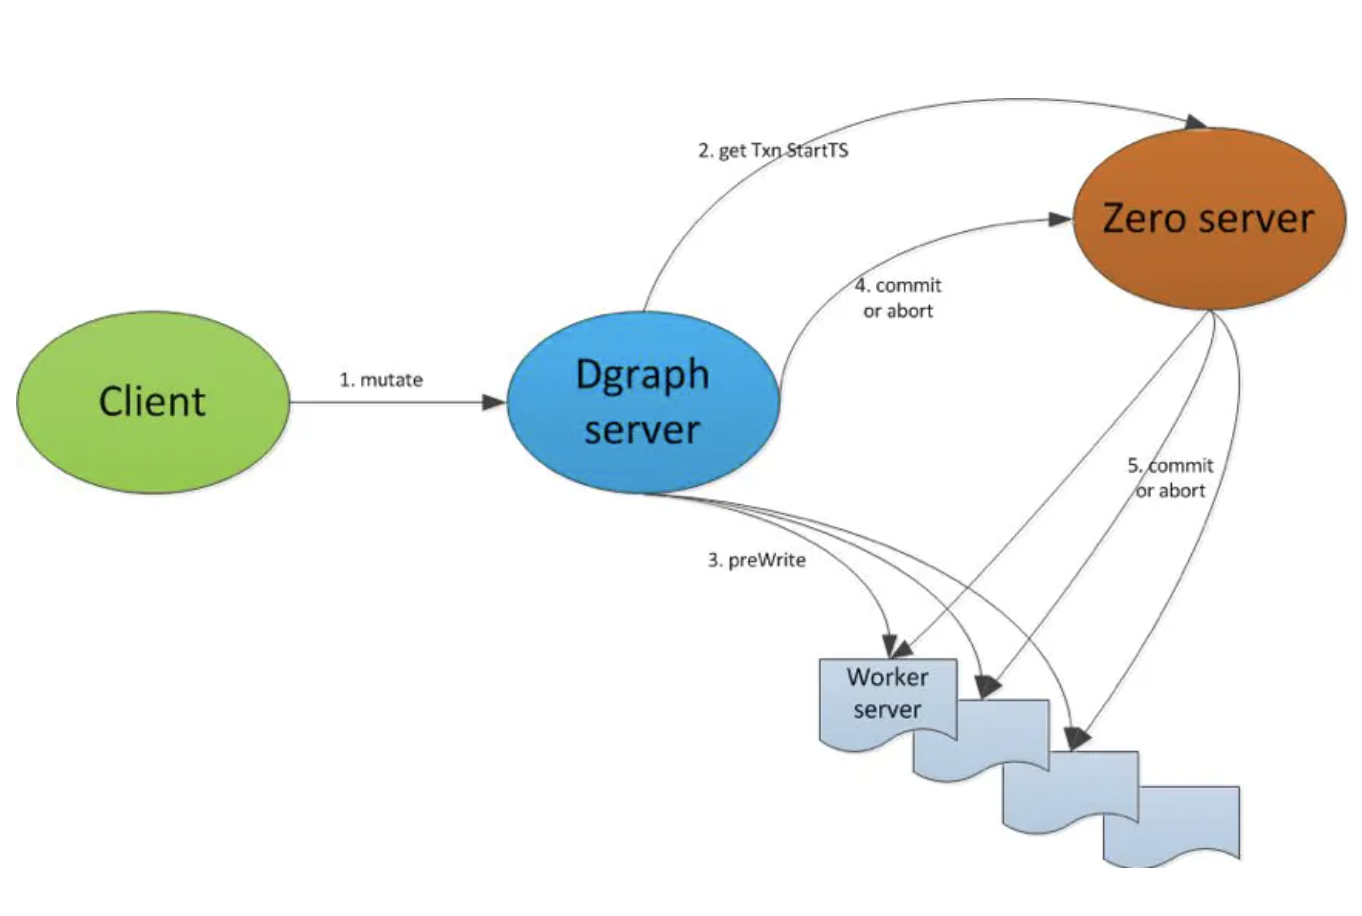 2. get Txn StartTS
Zero server
4. commit
or abort
Client
1. mutate
Dgraph
server
5. commit
or abort
3. preWrite
Worker
server